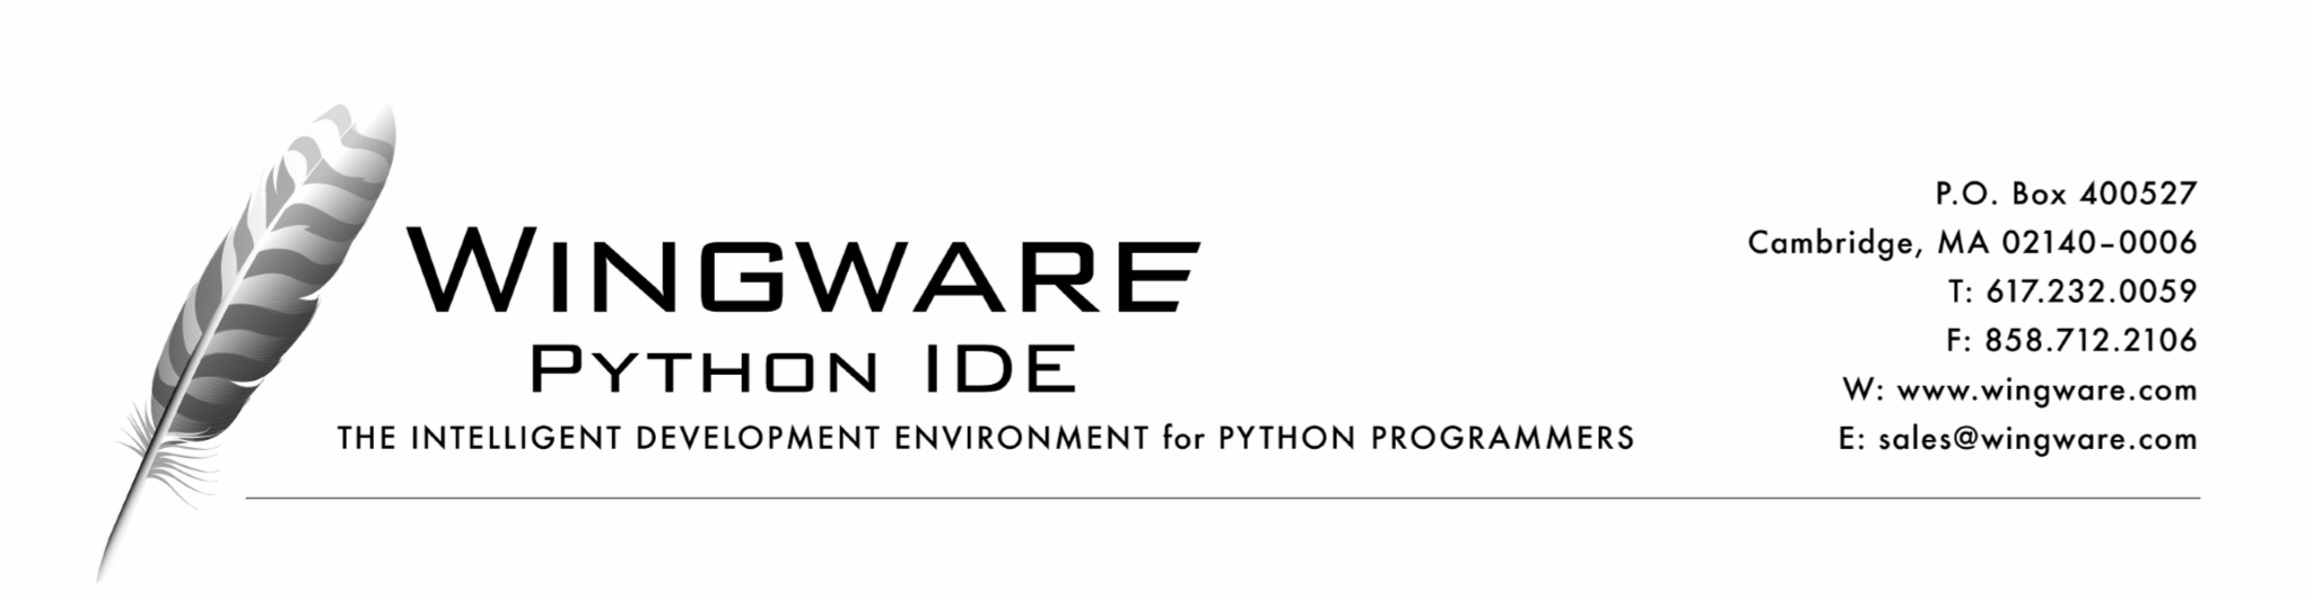 WINGWARE
PYTHON IDE
THE INTELLIGENT DEVELOPMENT ENVIRONMENT for PYTHON PROGRAMMERS
P.O. Box 400527
Cambridge, MA 02140-0006
T: 617.232.0059
F: 858.712.2106
W: www.wingware.com
E: sales@wingware.com